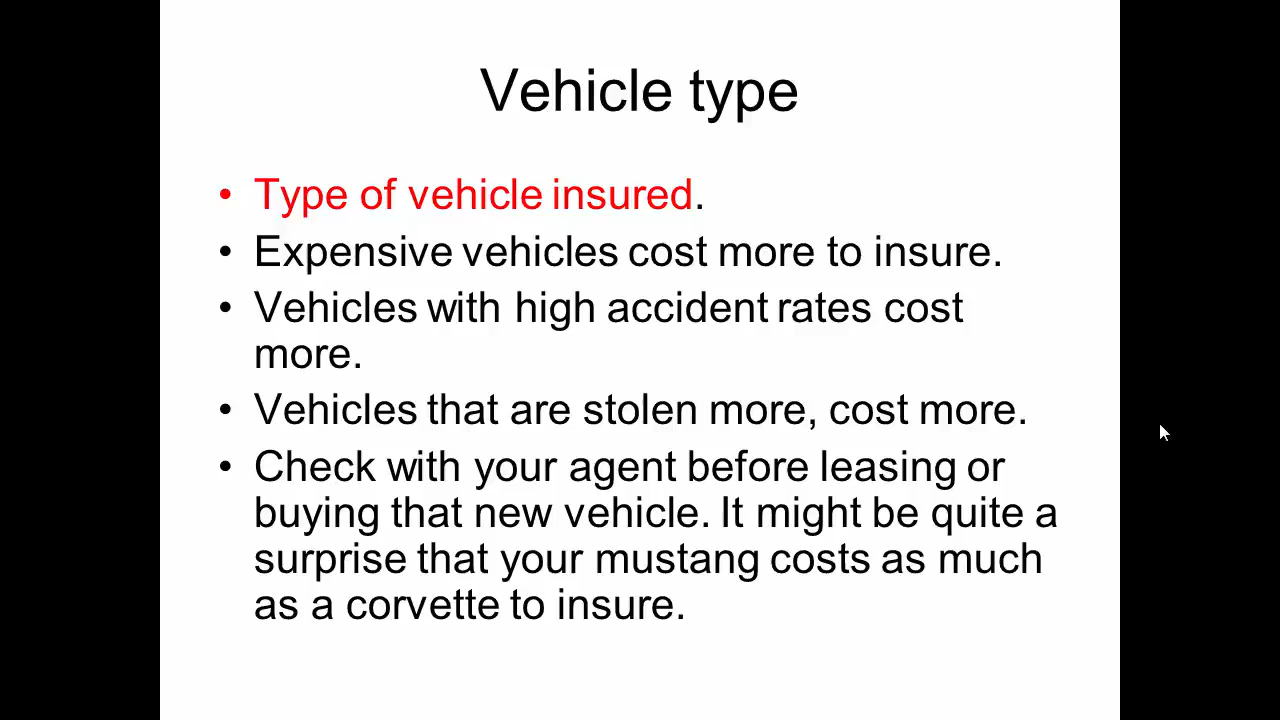 Vehicle type
• Type of vehicle insured.
• Expensive vehicles cost more to insure.
• Vehicles with high accident rates cost
more.
• Vehicles that are stolen more, cost more.
• Check with your agent before leasing or
buying that new vehicle. It might be quite a
surprise that your mustang costs as much
as a corvette to insure.